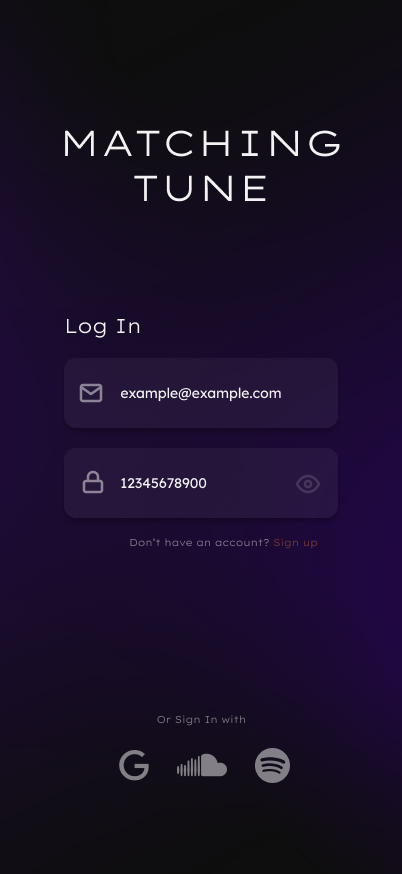 MATCHING
TUNE
Log In
example@example.com
12345678900
Don't have an account? Sign up
Or Sign In with